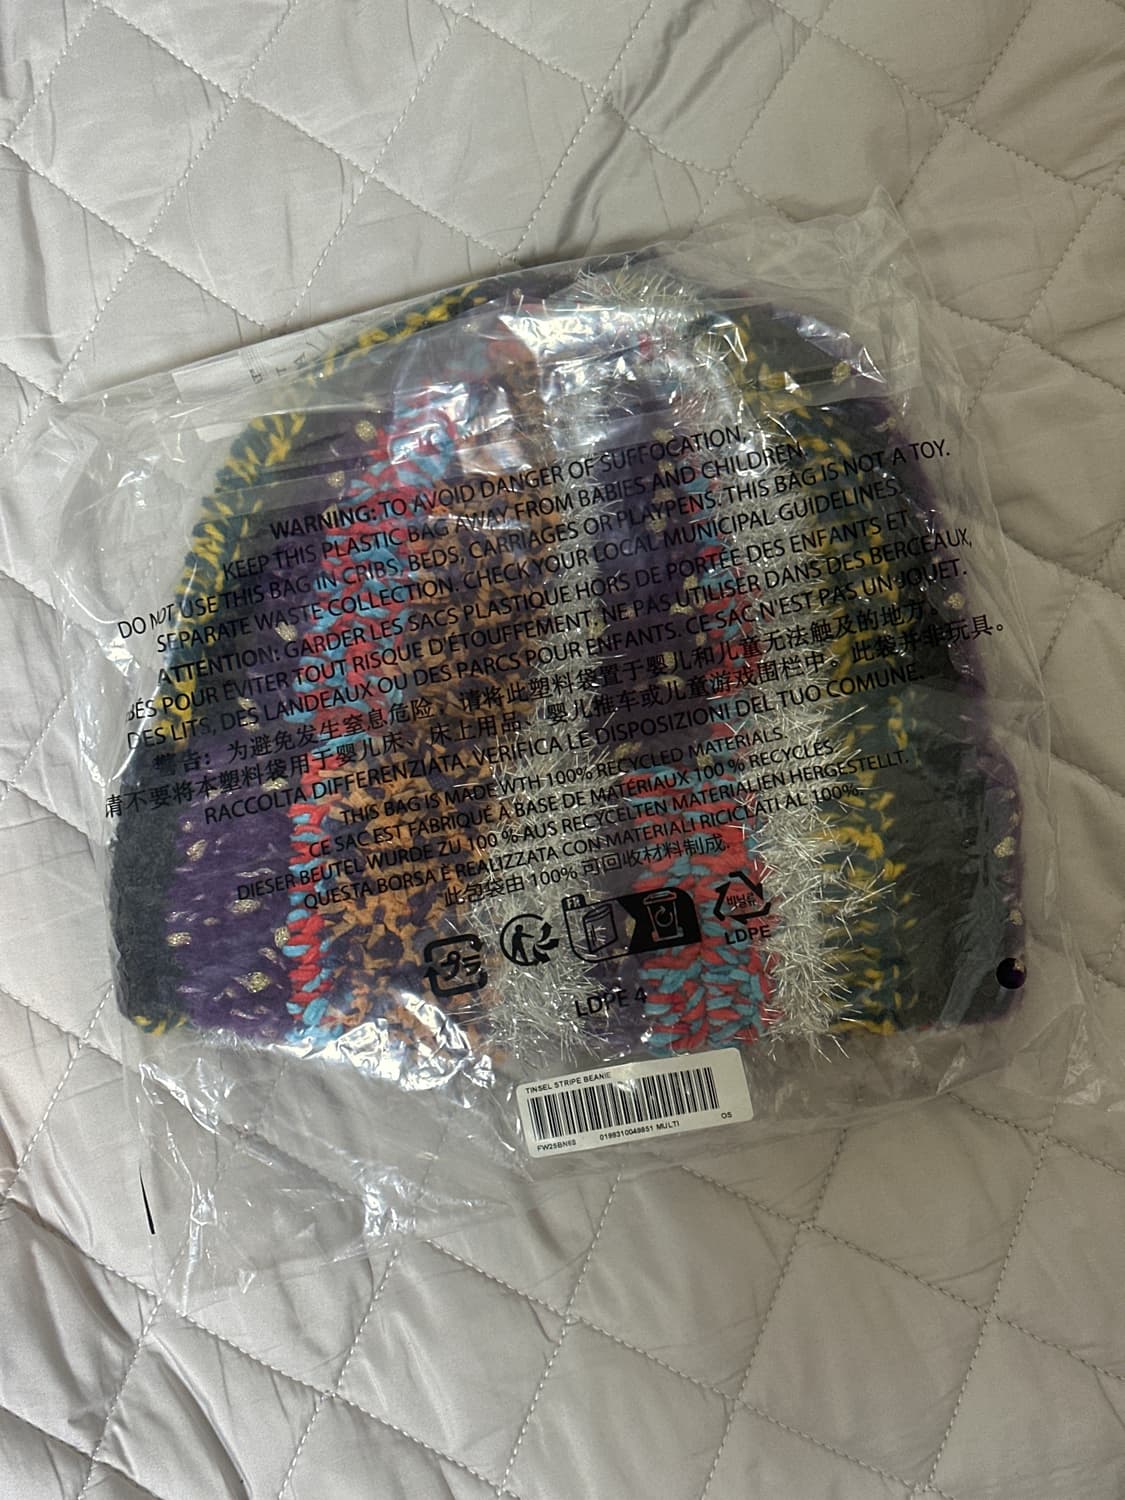 WARNING: TO AVOID DANGER OF SUFFOCATION,
KEEP THIS PLASTIC BAG AWAY FROM BABIES AND CHILDREN.
DO NOT USE THIS BAG IN CRIBS, BEDS, CARRIAGES OR PLAYPENS. THIS BAG IS NOT A TOY.
SEPARATE WASTE COLLECTION. CHECK YOUR LOCAL MUNICIPAL GUIDELINES.
ATTENTION: GARDER LES SACS PLASTIQUE HORS DE PORTÉE DES ENFANTS ET
BÉS POUR ÉVITER TOUT RISQUE D'ÉTOUFFEMENT. NE PAS UTILISER DANS DES BERCEAUX,
DES LITS, DES LANDEAUX OU DES PARCS POUR ENFANTS. CE SAC N'EST PAS UN JOUET.
警告：为避免发生窒息危险，请将此塑料袋置于婴儿和儿童无法触及的地方。
请不要将本塑料袋用于婴儿床、床上用品、婴儿推车或儿童游戏围栏中。此袋并非玩具。
RACCOLTA DIFFERENZIATA. VERIFICA LE DISPOSIZIONI DEL TUO COMUNE.
THIS BAG IS MADE WTH 100% RECYCLED MATERIALS.
CE SAC EST FABRIQUÉ À BASE DE MATÉRIAUX 100 % RECYCLÉS.
DIESER BEUTEL WURDE ZU 100 % AUS RECYCELTEN MATERIALIEN HERGESTELLT.
QUESTA BORSA È REALIZZATA CON MATERIALI RICICLATI AL 100%.
此包袋由 100% 可回收材料制成.
プラ
FR
비닐류
LDPE
LDPE 4
TINSEL STRIPE BEANIE
FW25BN6S 0198310049851 MULTI OS